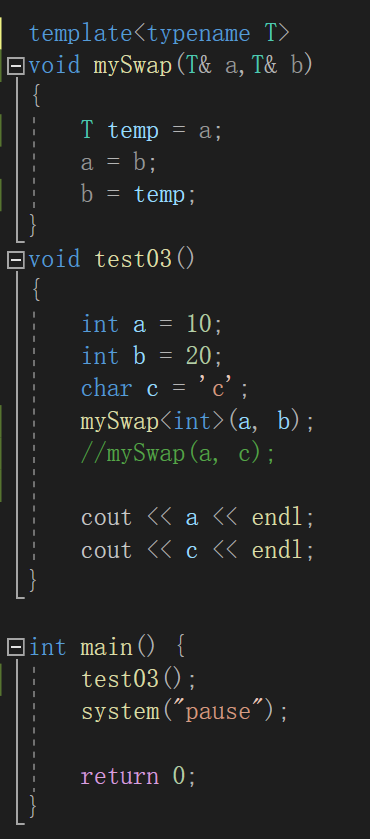 template<typename T>
void mySwap(T& a,T& b)
{
T temp = a;
a = b;
b = temp;
}
void test03()
{
int a = 10;
int b = 20;
char c = 'c';
mySwap<int>(a, b);
//mySwap(a, c);
cout << a << endl;
cout << c << endl;
}
int main() {
test03();
system("pause");
return 0;
}